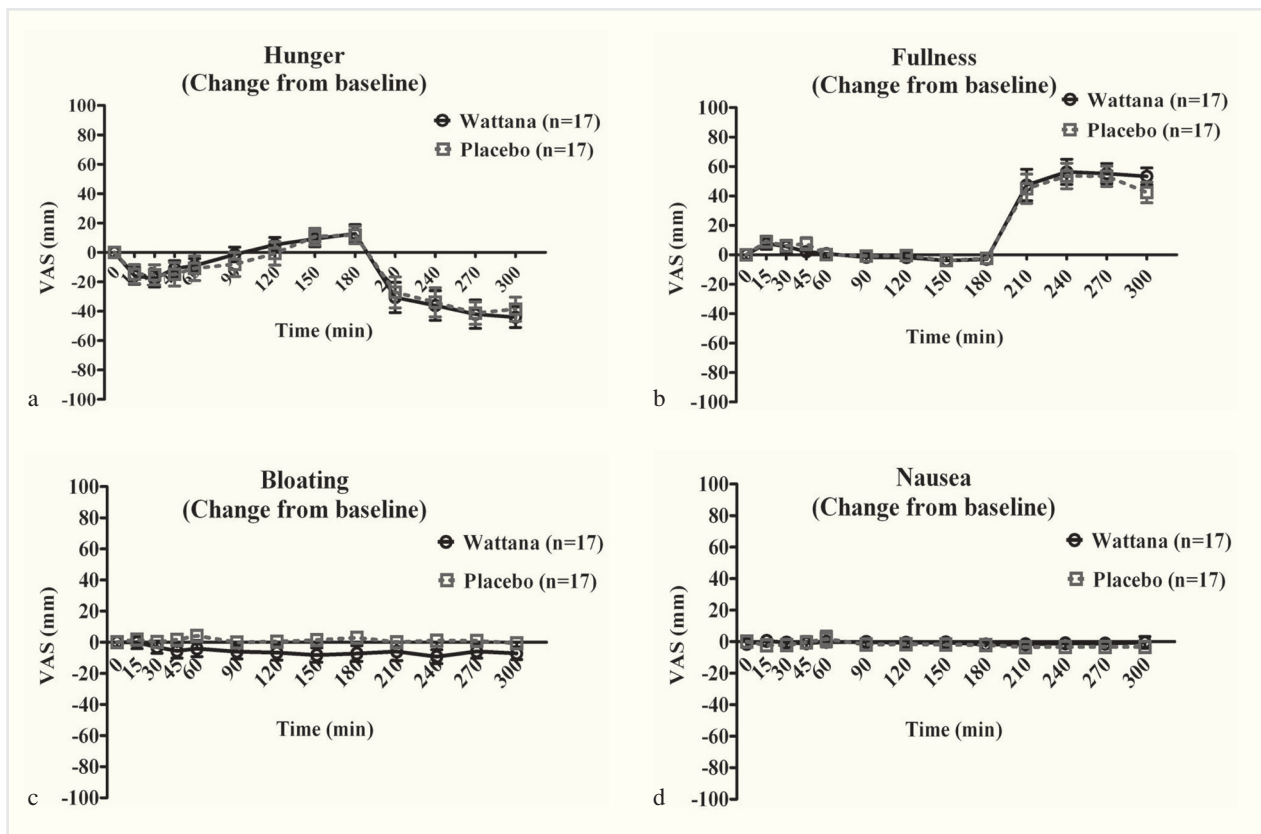 Hunger
(Change from baseline)
Wattana (n=17)
Placebo (n=17)
100
80
60
40
20
0
-20
-40
-60
-80
-100
VAS (mm)
0 60 90 120 150 180 240 270 300
Time (min)
a
Fullness
(Change from baseline)
Wattana (n=17)
Placebo (n=17)
100
80
60
40
20
0
-20
-40
-60
-80
-100
VAS (mm)
0 15 30 45 60 90 120 150 180 210 240 270 300
Time (min)
b
Bloating
(Change from baseline)
Wattana (n=17)
Placebo (n=17)
100
80
60
40
20
0
-20
-40
-60
-80
-100
VAS (mm)
0 15 30 45 60 90 120 150 180 210 240 270 300
Time (min)
c
Nausea
(Change from baseline)
Wattana (n=17)
Placebo (n=17)
100
80
60
40
20
0
-20
-40
-60
-80
-100
VAS (mm)
0 15 30 45 60 90 120 150 180 210 240 270 300
Time (min)
d